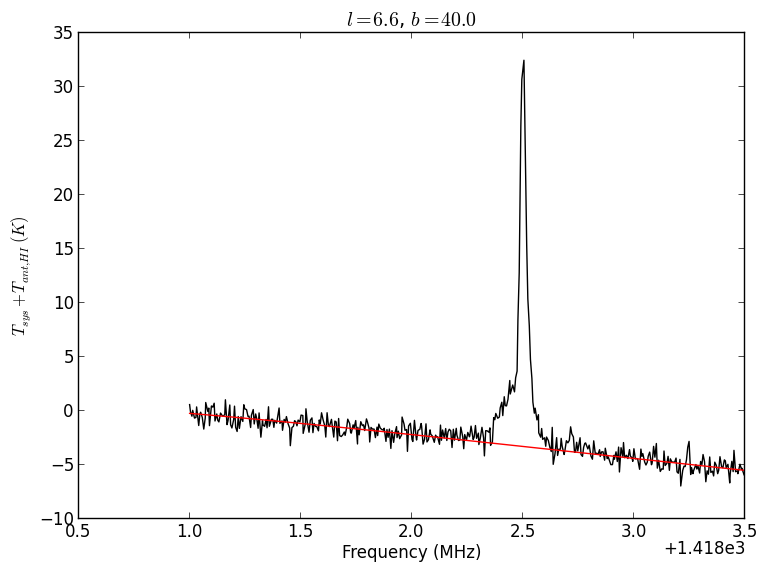 l = 6.6, b = 40.0
35
30
25
20
15
10
5
0
−5
−10
T_sys + T_ant,HI (K)
0.5 1.0 1.5 2.0 2.5 3.0 3.5
Frequency (MHz)
+1.418e3